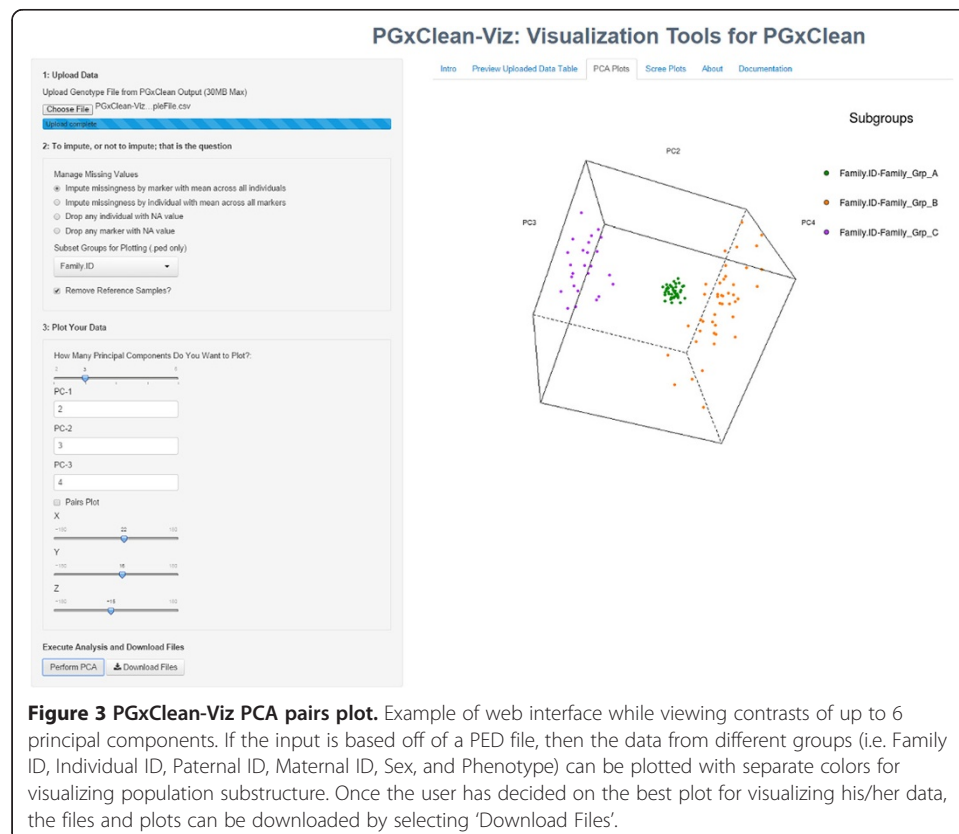 PGxClean-Viz: Visualization Tools for PGxClean
1: Upload Data
Upload Genotype File from PGxClean Output (30MB Max)
Choose File PGxClean-VIz...pleFile.csv
Upload complete
2: To impute, or not to impute; that is the question
Manage Missing Values
Impute missingness by marker with mean across all individuals
Impute missingness by individual with mean across all markers
Drop any individual with NA value
Drop any marker with NA value
Subset Groups for Plotting (.ped only)
Family.ID
Remove Reference Samples?
3: Plot Your Data
How Many Principal Components Do You Want to Plot?:
2 3 6
PC-1
2
PC-2
3
PC-3
4
Pairs Plot
X
22
Y
Z
-15
Execute Analysis and Download Files
Perform PCA Download Files
Intro Preview Uploaded Data Table PCA Plots Scree Plots About Documentation
Subgroups
PC2
PC3
PC4
Family.ID-Family_Grp_A
Family.ID-Family_Grp_B
Family.ID-Family_Grp_C
Figure 3 PGxClean-Viz PCA pairs plot. Example of web interface while viewing contrasts of up to 6
principal components. If the input is based off of a PED file, then the data from different groups (i.e. Family
ID, Individual ID, Paternal ID, Maternal ID, Sex, and Phenotype) can be plotted with separate colors for
visualizing population substructure. Once the user has decided on the best plot for visualizing his/her data,
the files and plots can be downloaded by selecting 'Download Files'.